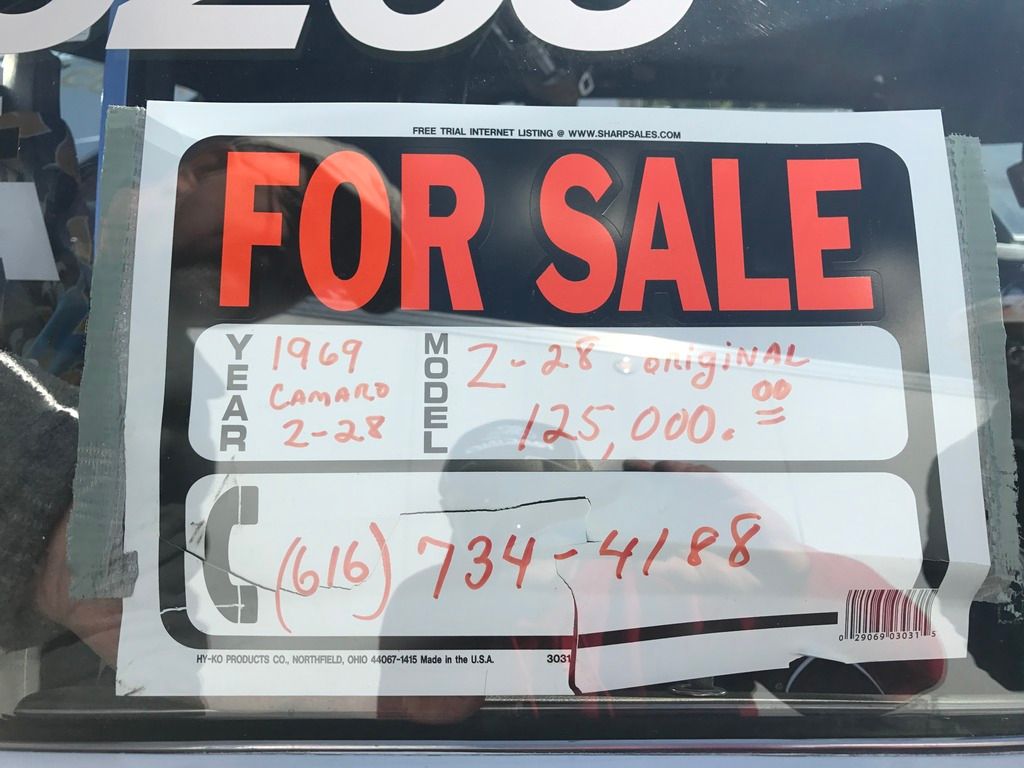 FREE TRIAL INTERNET LISTING @ WWW.SHARPSALES.COM
FOR SALE
YEAR
1969
CAMARO
Z-28
MODEL
Z-28 original
125,000.00
(616) 734-4188
0 29069 03031 5
HY-KO PRODUCTS CO., NORTHFIELD, OHIO 44067-1415 Made in the U.S.A.
3031